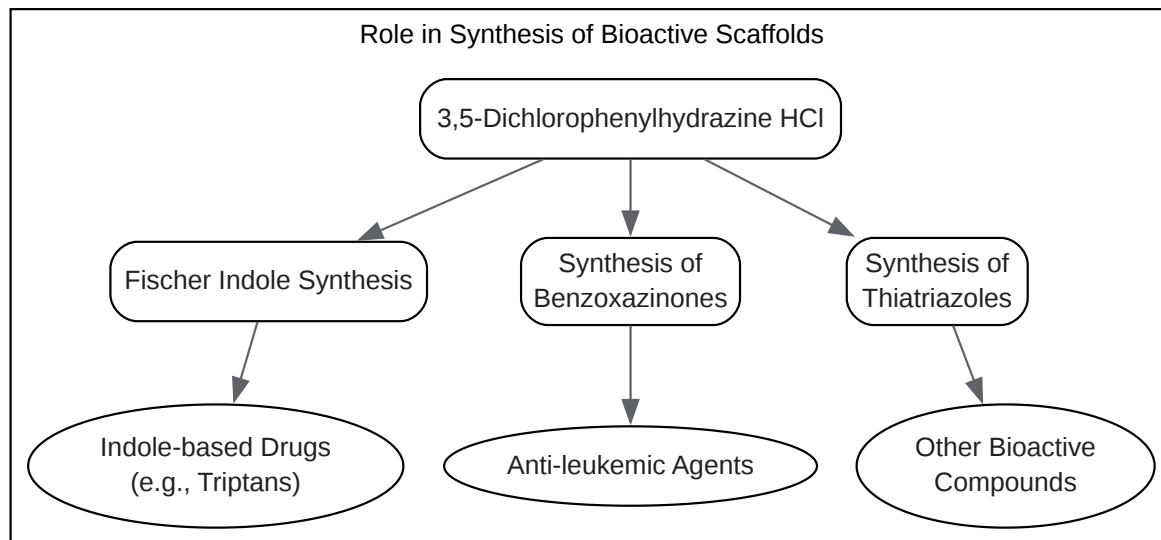 Role in Synthesis of Bioactive Scaffolds
3,5-Dichlorophenylhydrazine HCl
Fischer Indole Synthesis
Synthesis of
Benzoxazinones
Synthesis of
Thiatriazoles
Indole-based Drugs
(e.g., Triptans)
Anti-leukemic Agents
Other Bioactive
Compounds